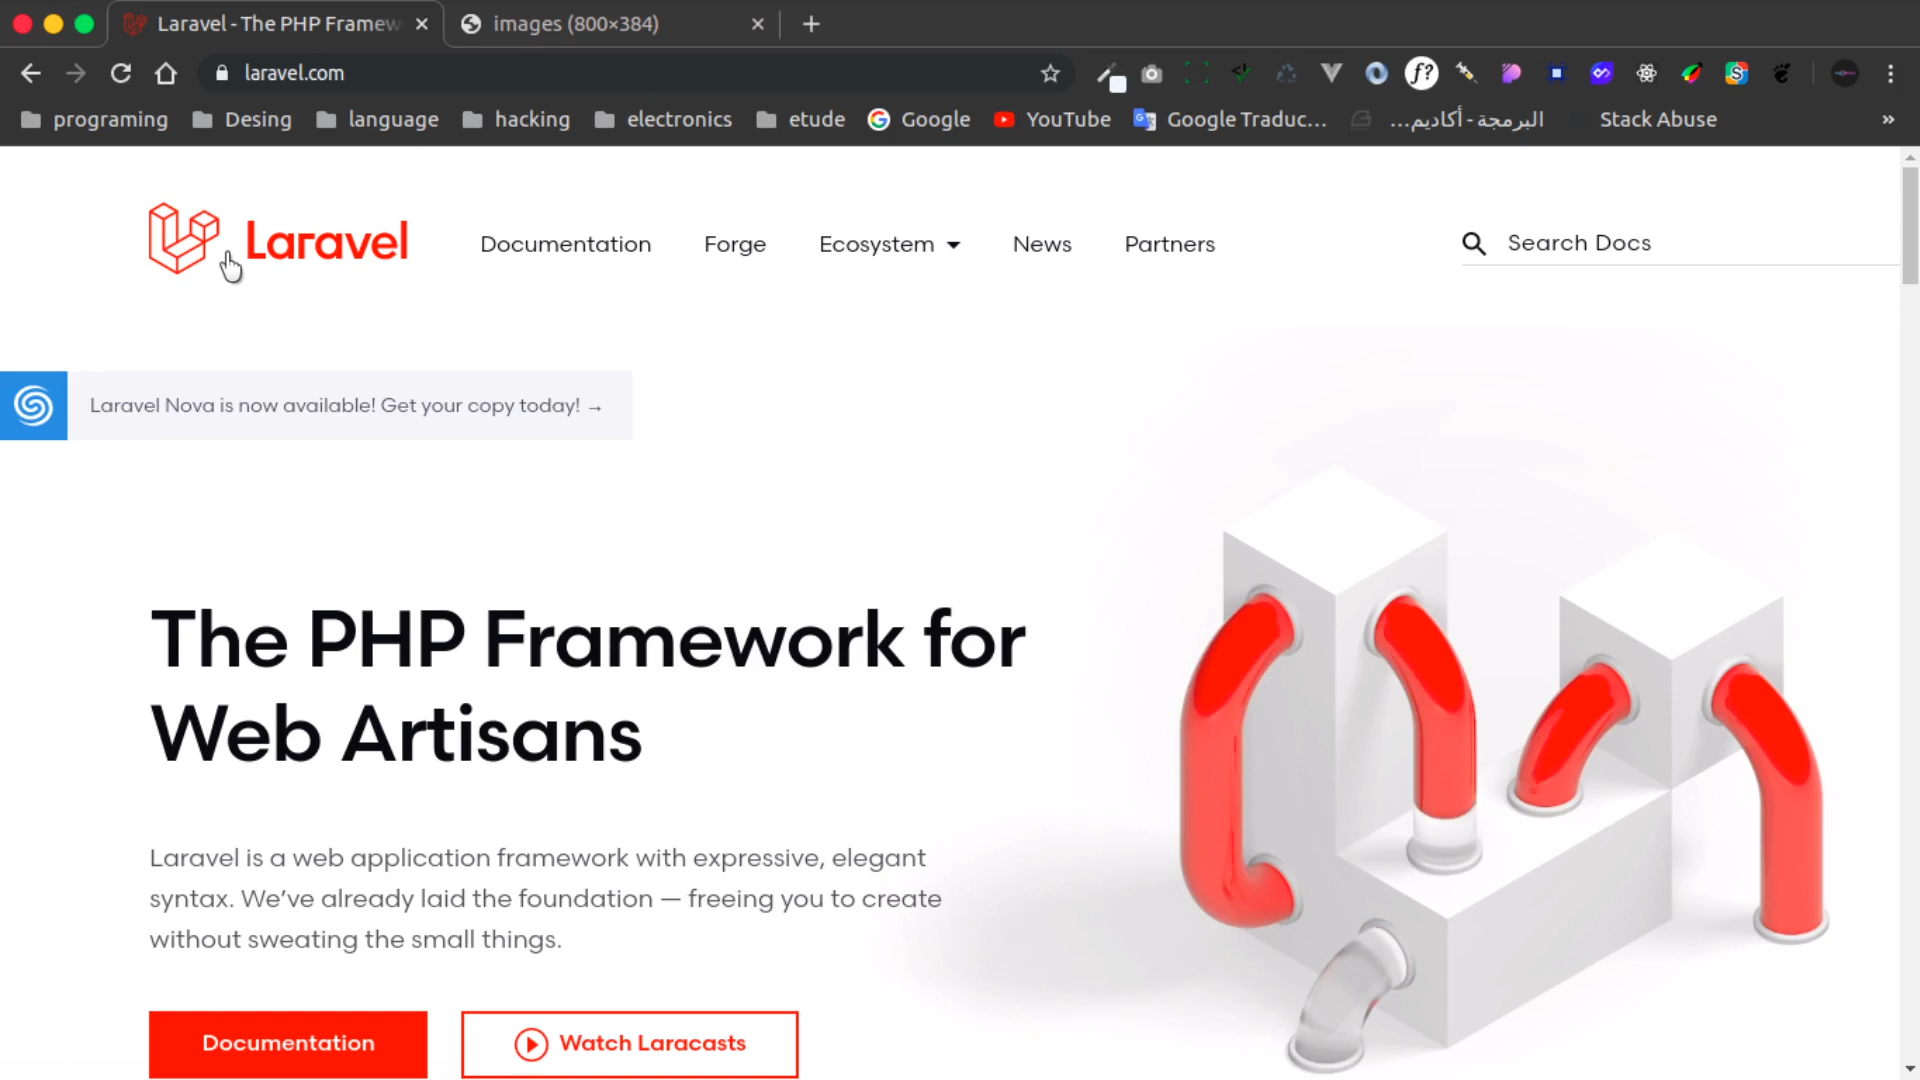 Laravel - The PHP Framew
images (800×384)
laravel.com
programing
Desing
language
hacking
electronics
etude
Google
YouTube
Google Traduc...
البرمجة - أكاديم...
Stack Abuse
»
Laravel
Documentation
Forge
Ecosystem
News
Partners
Search Docs
Laravel Nova is now available! Get your copy today! →
The PHP Framework for
Web Artisans
Laravel is a web application framework with expressive, elegant
syntax. We’ve already laid the foundation — freeing you to create
without sweating the small things.
Documentation
Watch Laracasts